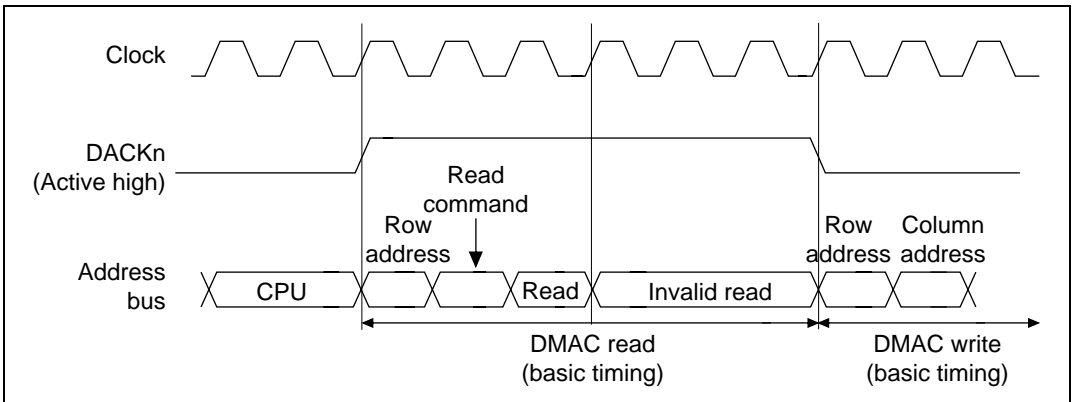 Clock
DACKn
(Active high)
Read
command
Row
address
Row
address
Column
address
Address
bus
CPU
Read
Invalid read
DMAC read
(basic timing)
DMAC write
(basic timing)